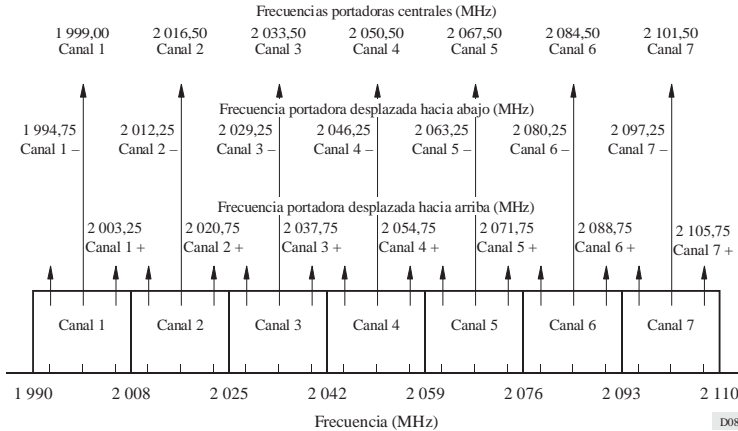 Frecuencias portadoras centrales (MHz)
1 999,00 2 016,50 2 033,50 2 050,50 2 067,50 2 084,50 2 101,50
Canal 1 Canal 2 Canal 3 Canal 4 Canal 5 Canal 6 Canal 7
Frecuencia portadora desplazada hacia abajo (MHz)
1 994,75 2 012,25 2 029,25 2 046,25 2 063,25 2 080,25 2 097,25
Canal 1 – Canal 2 – Canal 3 – Canal 4 – Canal 5 – Canal 6 – Canal 7 –
Frecuencia portadora desplazada hacia arriba (MHz)
2 003,25 2 020,75 2 037,75 2 054,75 2 071,75 2 088,75 2 105,75
Canal 1 + Canal 2 + Canal 3 + Canal 4 + Canal 5 + Canal 6 + Canal 7 +
Canal 1 Canal 2 Canal 3 Canal 4 Canal 5 Canal 6 Canal 7
1 990 2 008 2 025 2 042 2 059 2 076 2 093 2 110
Frecuencia (MHz)
D08